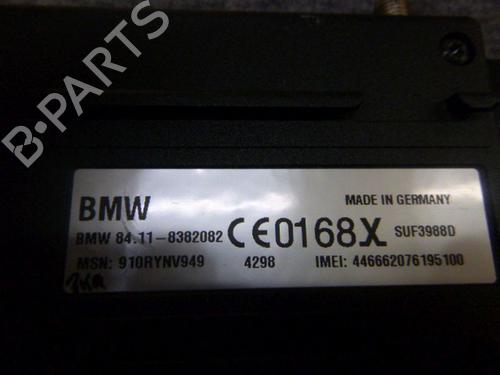 B-PARTS
BMW MADE IN GERMANY
BMW 84.11-8382082 CE0168X SUF3988D
MSN: 910RYNV949 4298 IMEI: 446662076195100